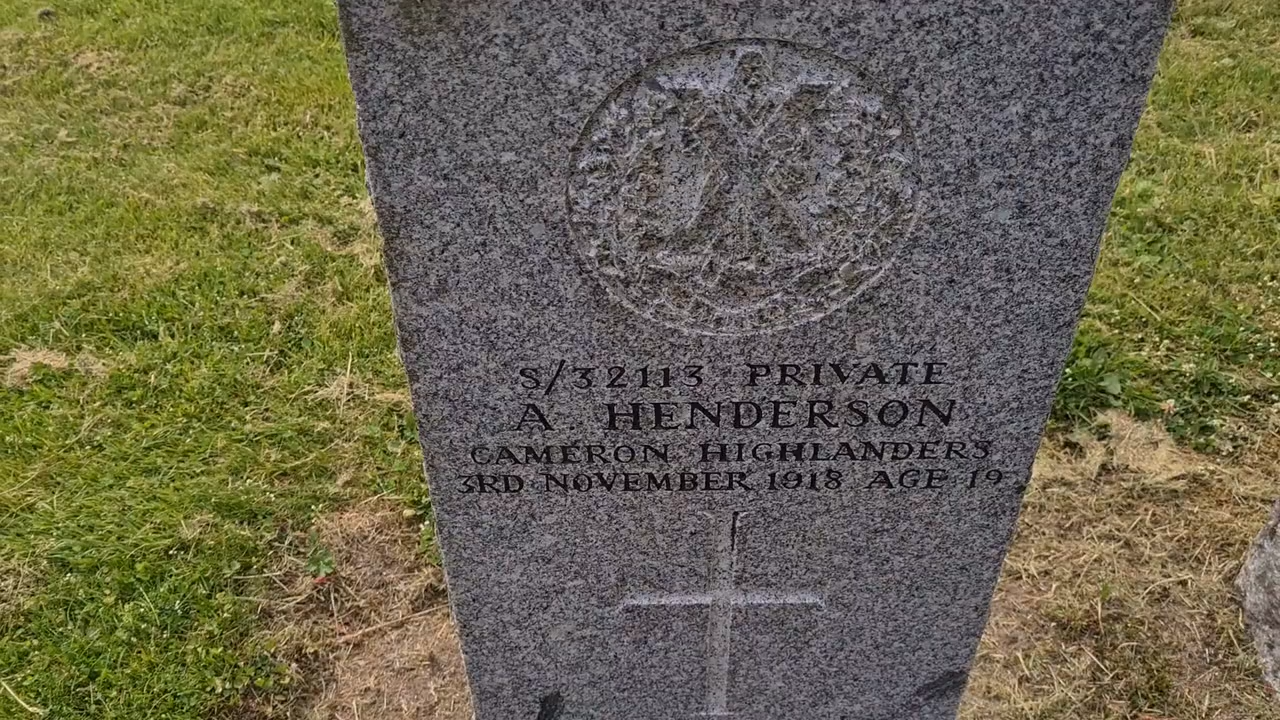 S/32113 PRIVATE
A. HENDERSON
CAMERON HIGHLANDERS
3RD NOVEMBER 1918 AGE 19